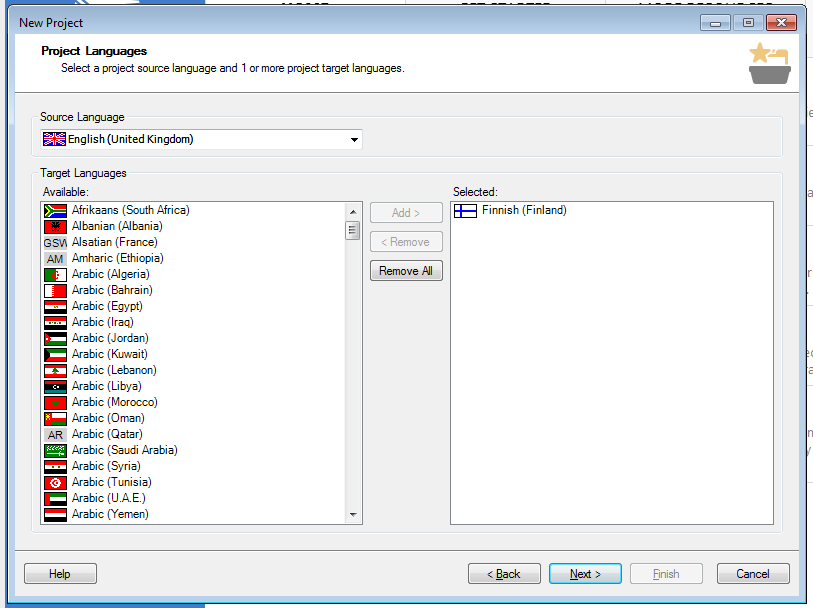 New Project
Project Languages
Select a project source language and 1 or more project target languages.
Source Language
English (United Kingdom)
Target Languages
Available:
Afrikaans (South Africa)
Albanian (Albania)
GSW Alsatian (France)
AM Amharic (Ethiopia)
Arabic (Algeria)
Arabic (Bahrain)
Arabic (Egypt)
Arabic (Iraq)
Arabic (Jordan)
Arabic (Kuwait)
Arabic (Lebanon)
Arabic (Libya)
Arabic (Morocco)
Arabic (Oman)
AR Arabic (Qatar)
Arabic (Saudi Arabia)
Arabic (Syria)
Arabic (Tunisia)
Arabic (U.A.E.)
Arabic (Yemen)
Add >
< Remove
Remove All
Selected:
Finnish (Finland)
Help
< Back
Next >
Finish
Cancel